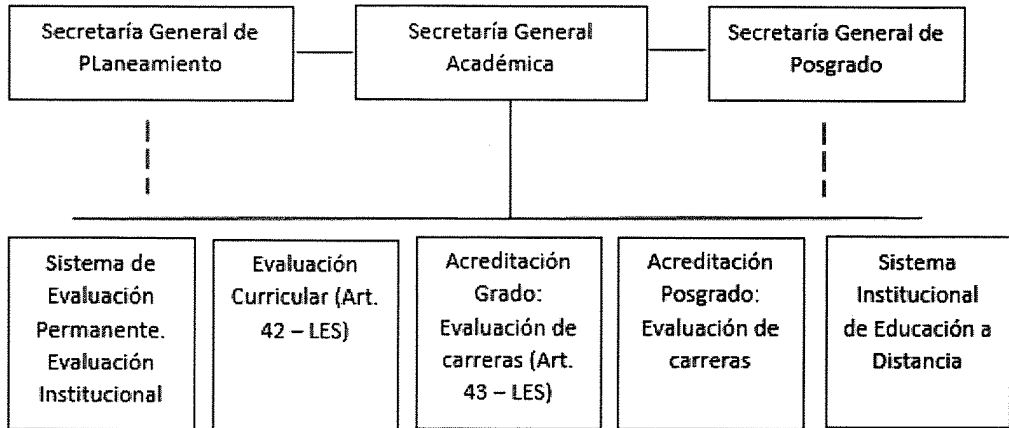 Secretaría General de
PLaneamiento
Secretaría General
Académica
Secretaría General de
Posgrado
Sistema de
Evaluación
Permanente.
Evaluación
Institucional
Evaluación
Curricular (Art.
42 – LES)
Acreditación
Grado:
Evaluación de
carreras (Art.
43 – LES)
Acreditación
Posgrado:
Evaluación de
carreras
Sistema
Institucional
de Educación a
Distancia